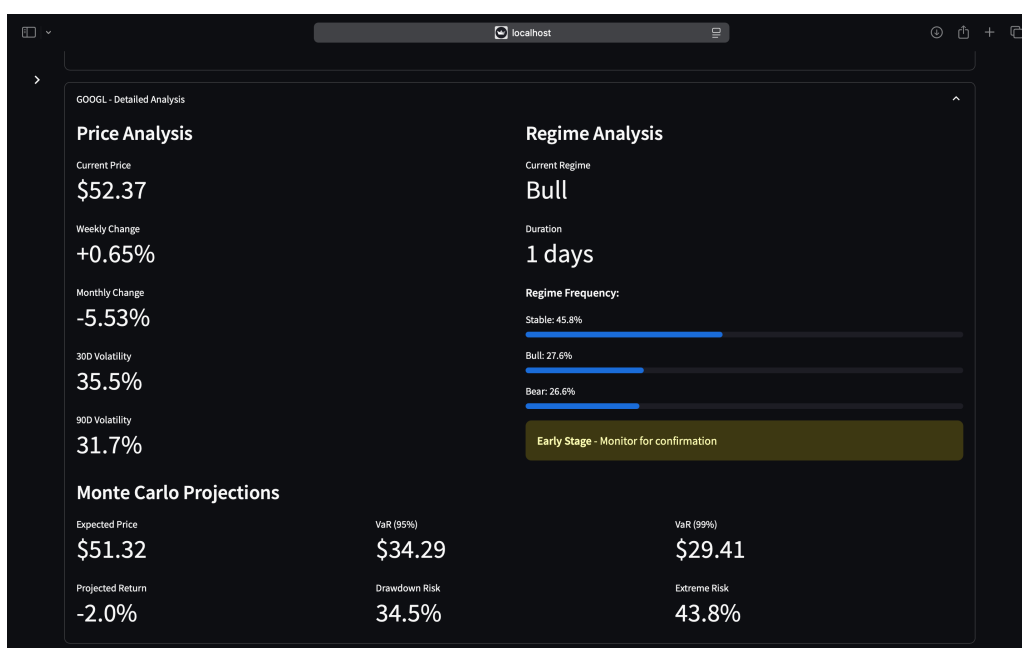 localhost
GOOGL - Detailed Analysis
Price Analysis
Current Price
$52.37
Weekly Change
+0.65%
Monthly Change
-5.53%
30D Volatility
35.5%
90D Volatility
31.7%
Regime Analysis
Current Regime
Bull
Duration
1 days
Regime Frequency:
Stable: 45.8%
Bull: 27.6%
Bear: 26.6%
Early Stage - Monitor for confirmation
Monte Carlo Projections
Expected Price
$51.32
VaR (95%)
$34.29
VaR (99%)
$29.41
Projected Return
-2.0%
Drawdown Risk
34.5%
Extreme Risk
43.8%